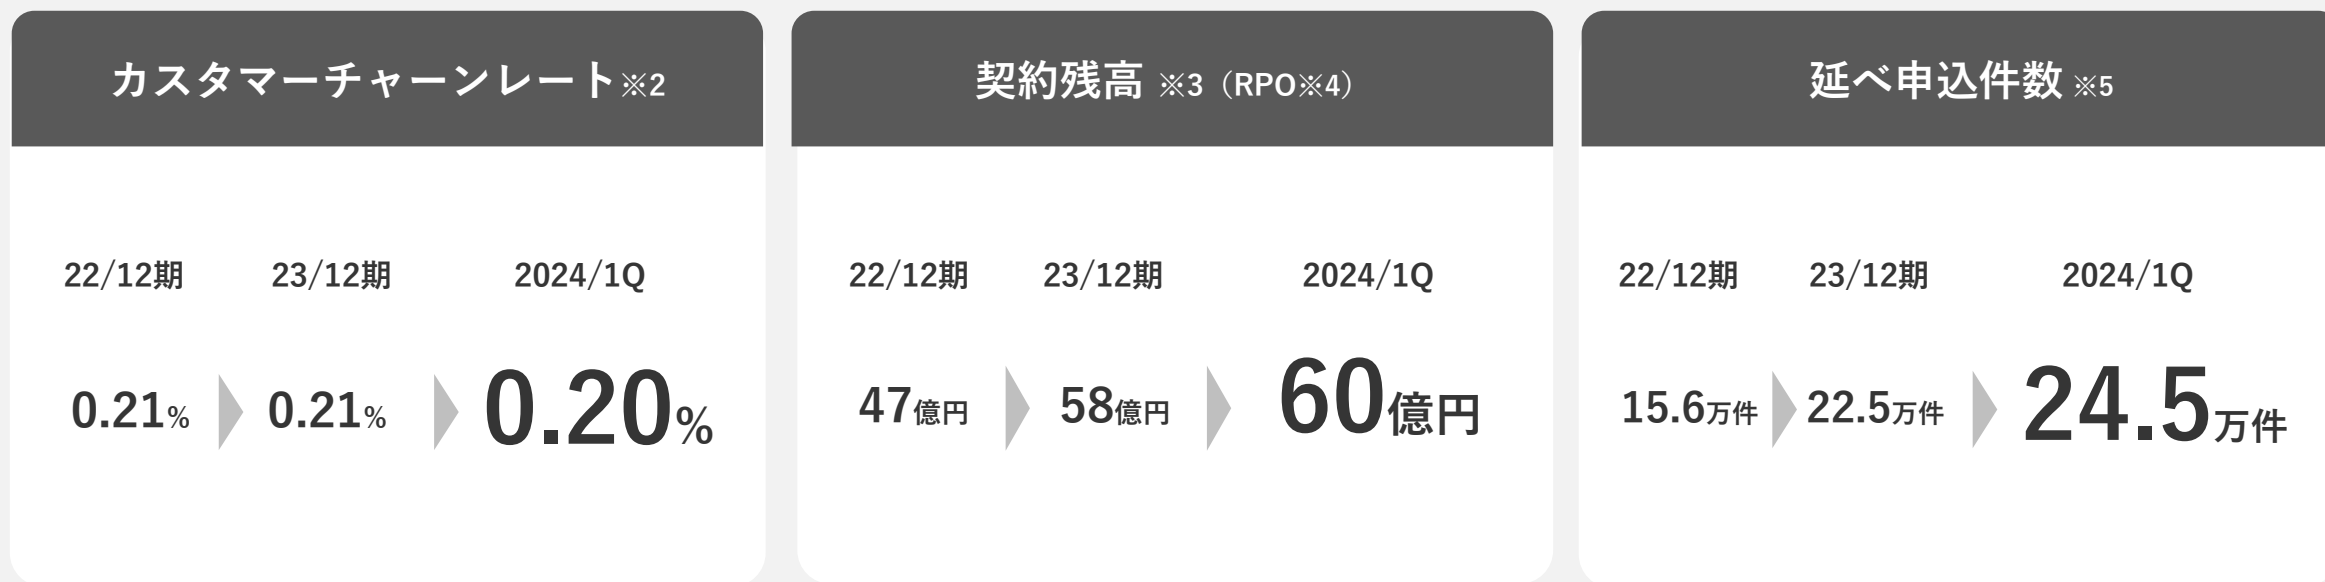 カスタマーチャーンレート※2
22/12期 23/12期 2024/1Q
0.21% 0.21% 0.20%
契約残高 ※3（RPO※4）
22/12期 23/12期 2024/1Q
47億円 58億円 60億円
延べ申込件数 ※5
22/12期 23/12期 2024/1Q
15.6万件 22.5万件 24.5万件